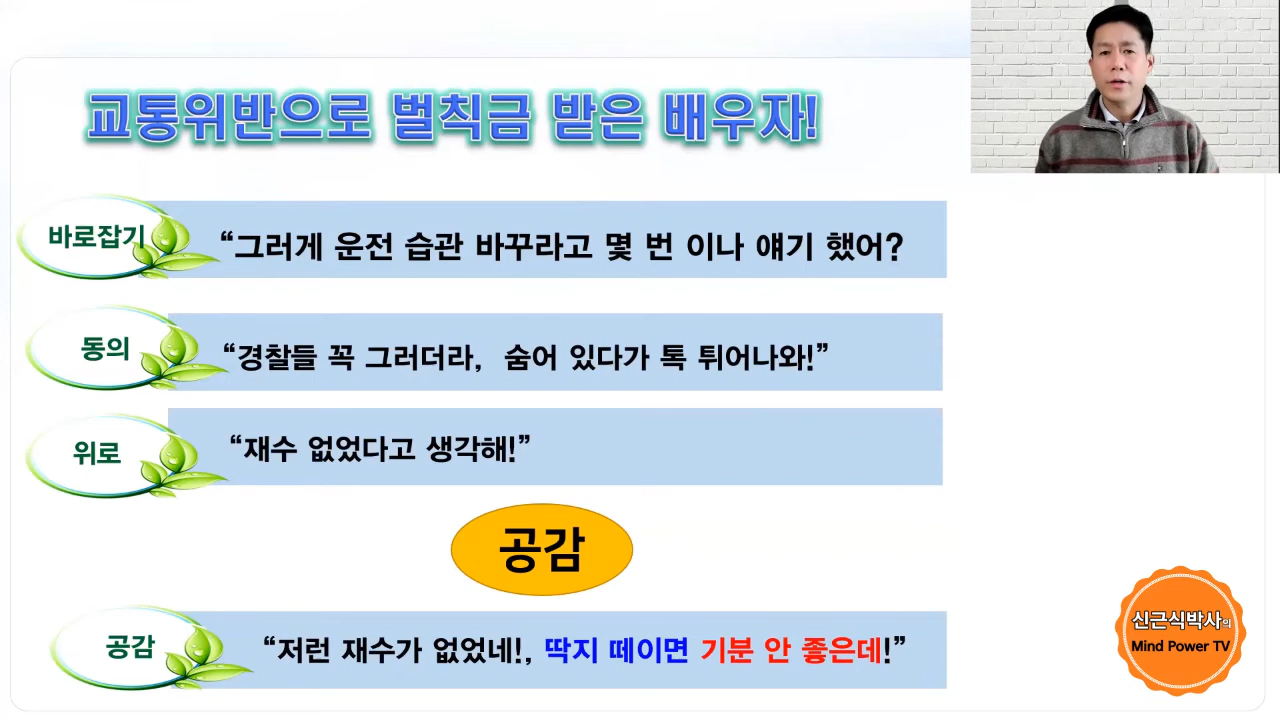 교통위반으로 벌칙금 받은 배우자!
바로잡기
“그러게 운전 습관 바꾸라고 몇 번 이나 얘기 했어?
동의
“경찰들 꼭 그러더라, 숨어 있다가 톡 튀어나와!”
위로
“재수 없었다고 생각해!”
공감
공감
“저런 재수가 없었네!, 딱지 떼이면 기분 안 좋은데!”
신근식박사의
Mind Power TV